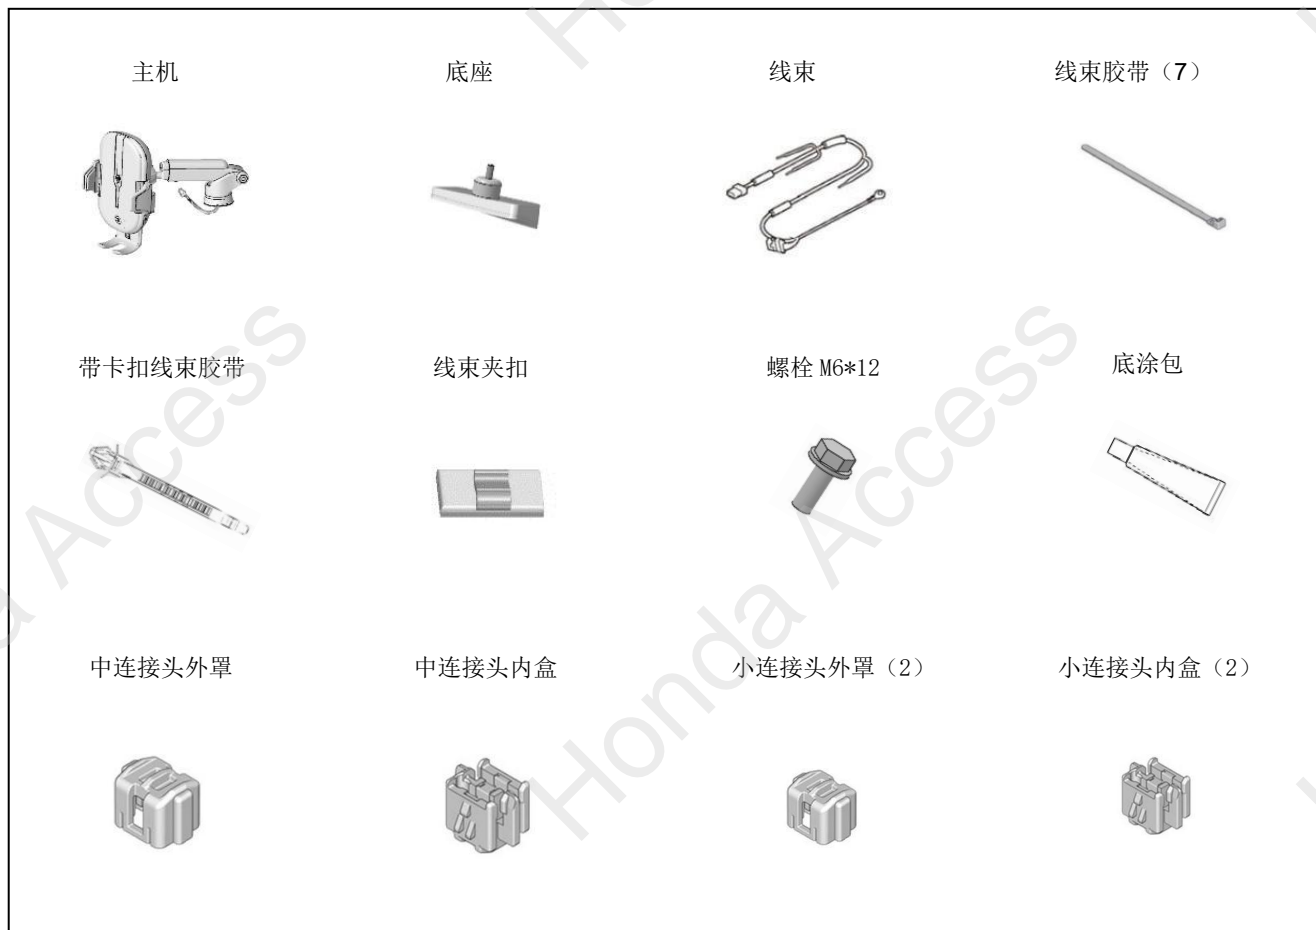 主机
底座
线束
线束胶带（7）
带卡扣线束胶带
线束夹扣
螺栓 M6*12
底涂包
中连接头外罩
中连接头内盒
小连接头外罩（2）
小连接头内盒（2）
Honda Access